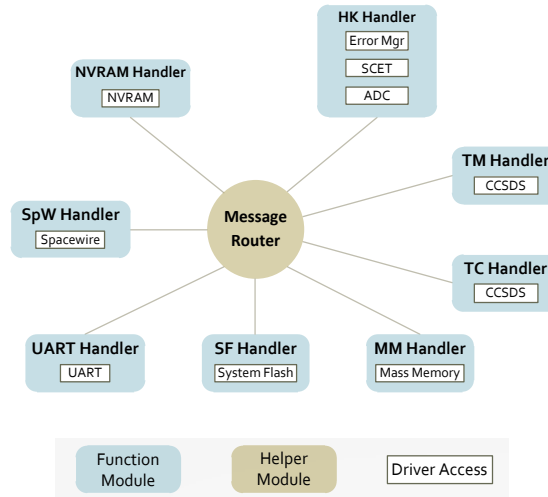 HK Handler
Error Mgr
SCET
ADC
NVRAM Handler
NVRAM
TM Handler
CCSDS
SpW Handler
Spacewire
Message
Router
TC Handler
CCSDS
UART Handler
UART
SF Handler
System Flash
MM Handler
Mass Memory
Function
Module
Helper
Module
Driver Access